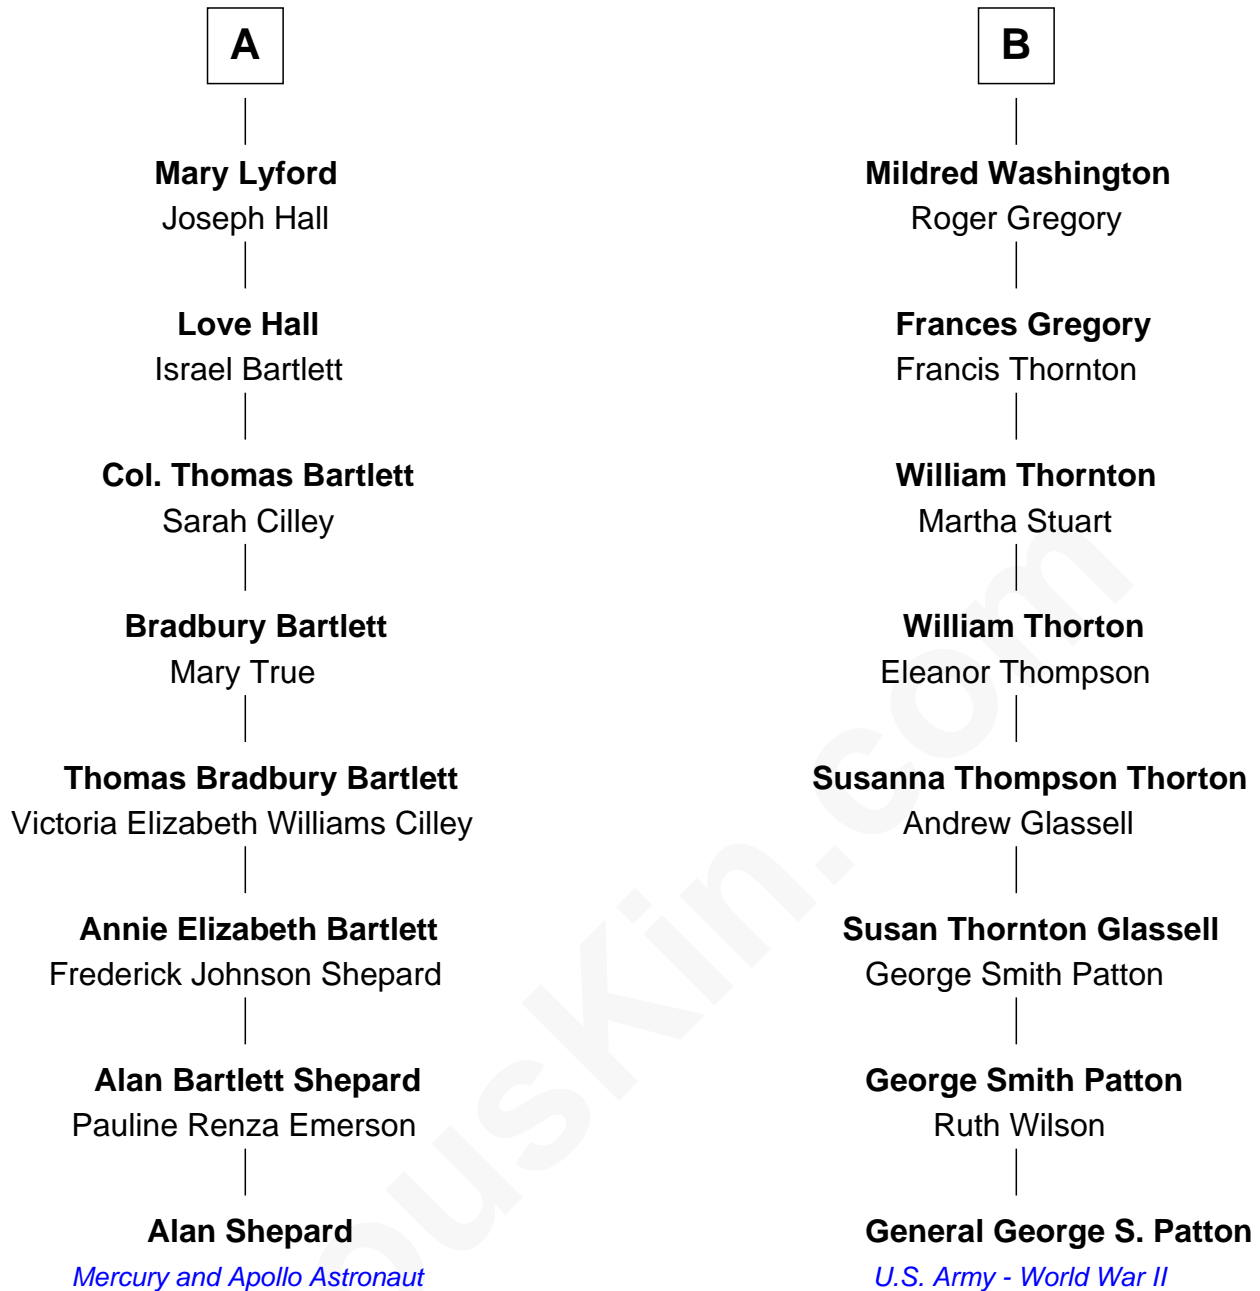 A
Mary Lyford
Joseph Hall
Love Hall
Israel Bartlett
Col. Thomas Bartlett
Sarah Cilley
Bradbury Bartlett
Mary True
Thomas Bradbury Bartlett
Victoria Elizabeth Williams Cilley
Annie Elizabeth Bartlett
Frederick Johnson Shepard
Alan Bartlett Shepard
Pauline Renza Emerson
Alan Shepard
Mercury and Apollo Astronaut
B
Mildred Washington
Roger Gregory
Frances Gregory
Francis Thornton
William Thornton
Martha Stuart
William Thorton
Eleanor Thompson
Susanna Thompson Thorton
Andrew Glassell
Susan Thornton Glassell
George Smith Patton
George Smith Patton
Ruth Wilson
General George S. Patton
U.S. Army - World War II
ousKin.com